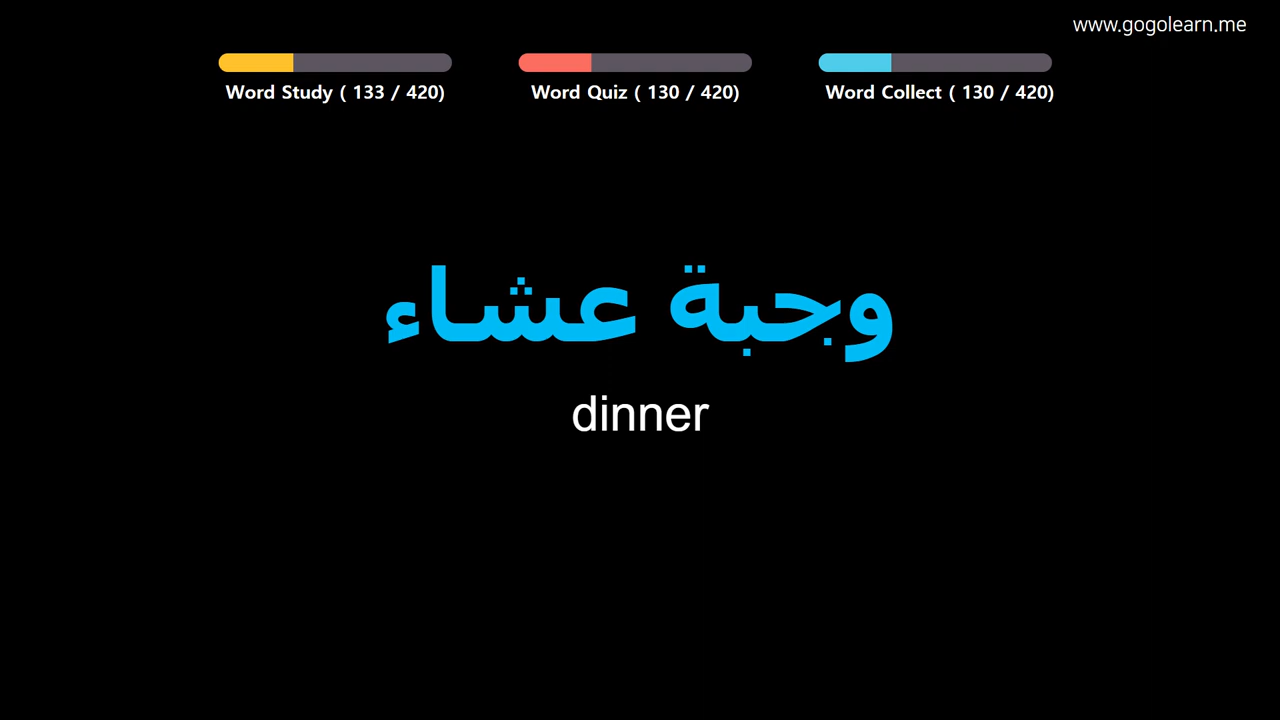 www.gogolearn.me
Word Study ( 133 / 420)
Word Quiz ( 130 / 420)
Word Collect ( 130 / 420)
وجبة عشاء
dinner